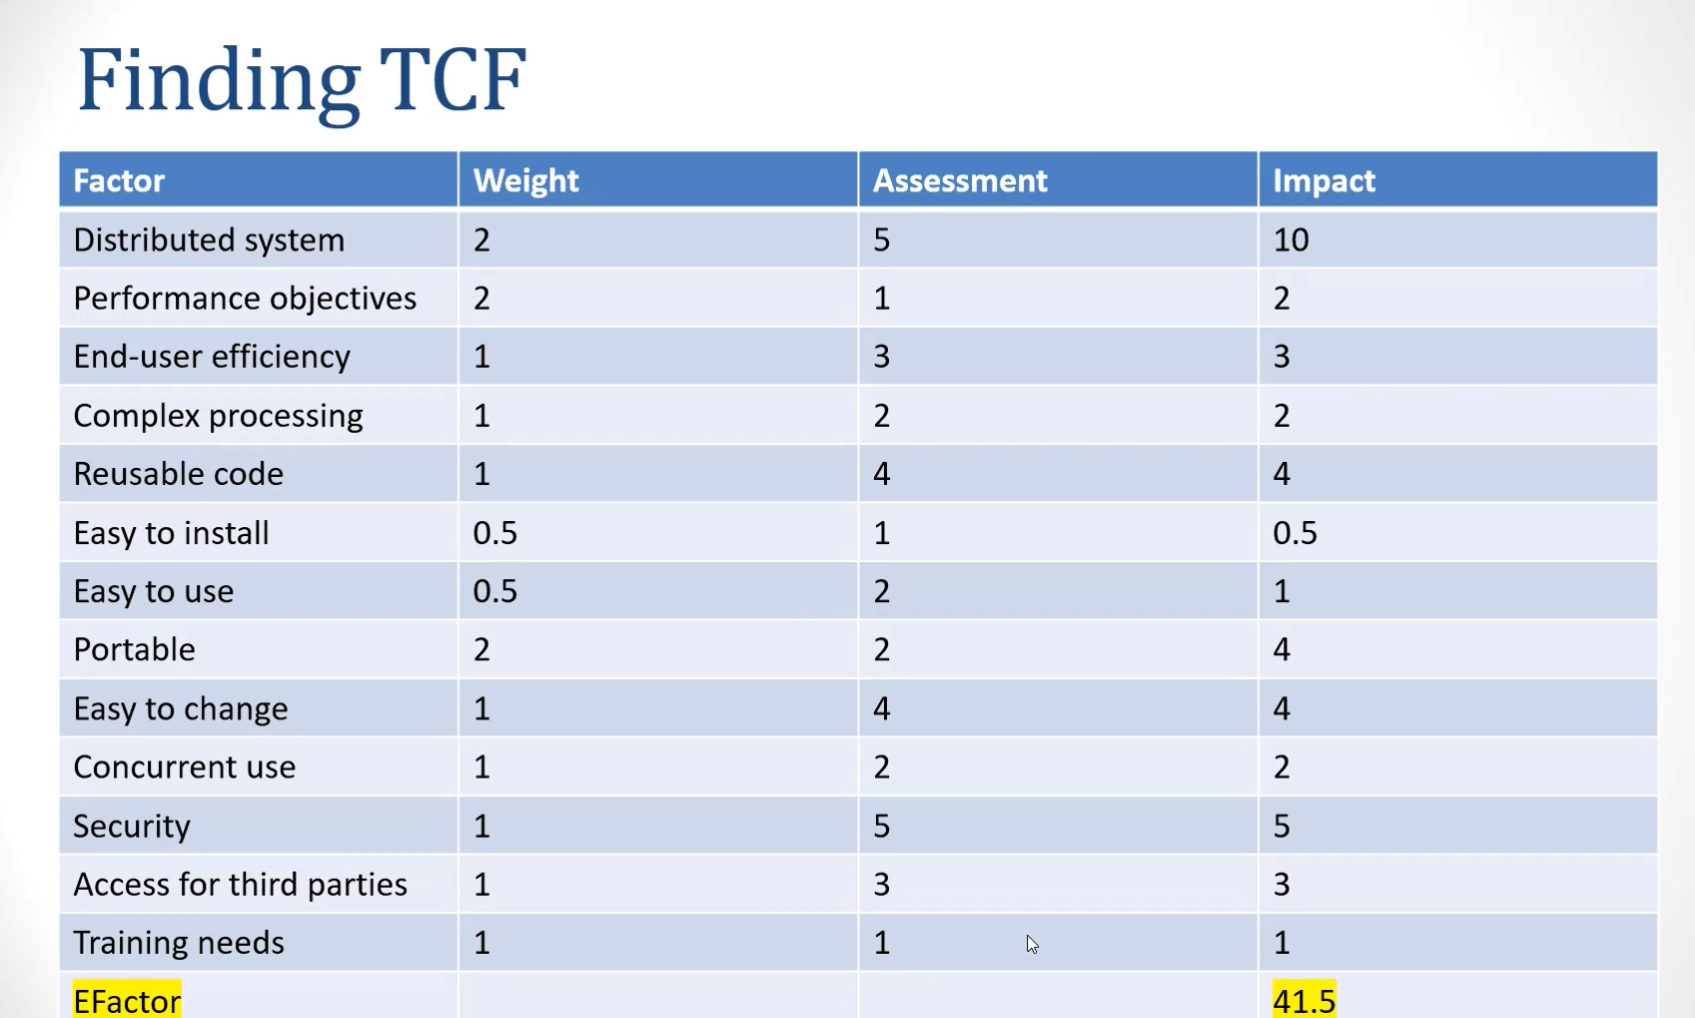 Finding TCF
Factor Weight Assessment Impact
Distributed system 2 5 10
Performance objectives 2 1 2
End-user efficiency 1 3 3
Complex processing 1 2 2
Reusable code 1 4 4
Easy to install 0.5 1 0.5
Easy to use 0.5 2 1
Portable 2 2 4
Easy to change 1 4 4
Concurrent use 1 2 2
Security 1 5 5
Access for third parties 1 3 3
Training needs 1 1 1
EFactor 41.5